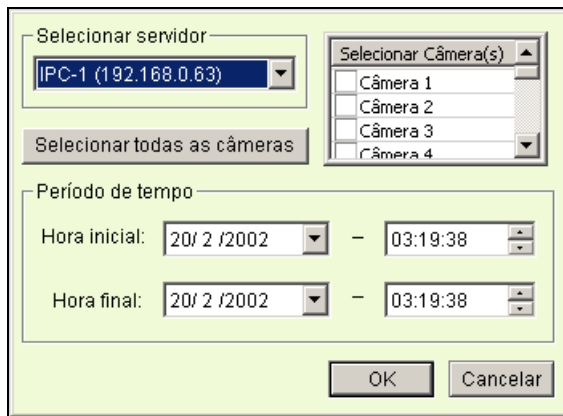 Selecionar servidor
IPC-1 (192.168.0.63)
Selecionar Câmera(s)
Câmera 1
Câmera 2
Câmera 3
Câmera 4
Selecionar todas as câmeras
Período de tempo
Hora inicial: 20/ 2 /2002 – 03:19:38
Hora final: 20/ 2 /2002 – 03:19:38
OK Cancelar